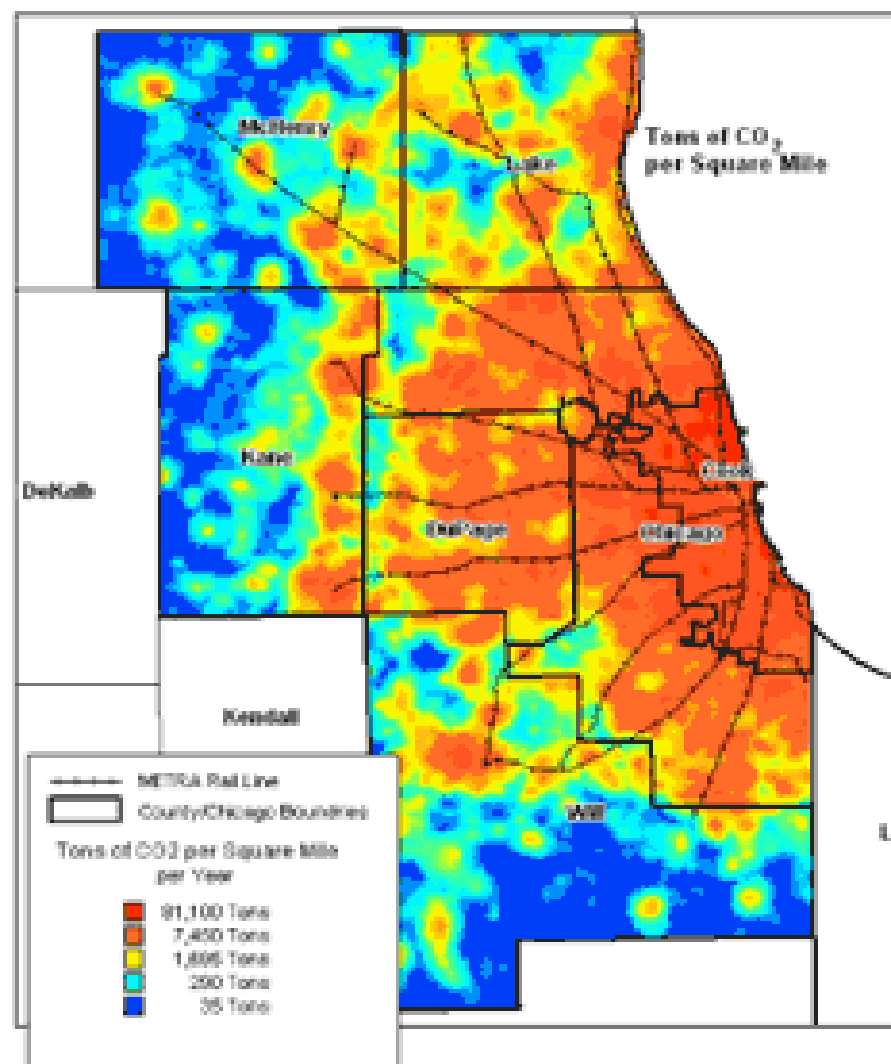 McHenry
Lake
Tons of CO2
per Square Mile
Kane
DeKalb
Cook
DuPage
Chicago
Kendall
Will
L
METRA Rail Line
County/Chicago Boundries
Tons of CO2 per Square Mile
per Year
7,450 Tons
Tons
Tons
35 Tons